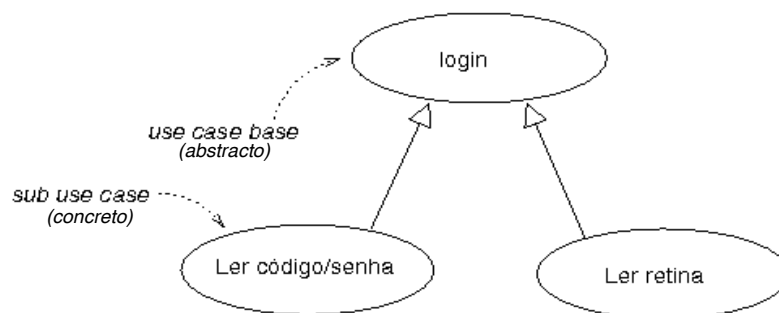 login
use case base
(abstracto)
sub use case
(concreto)
Ler código/senha
Ler retina